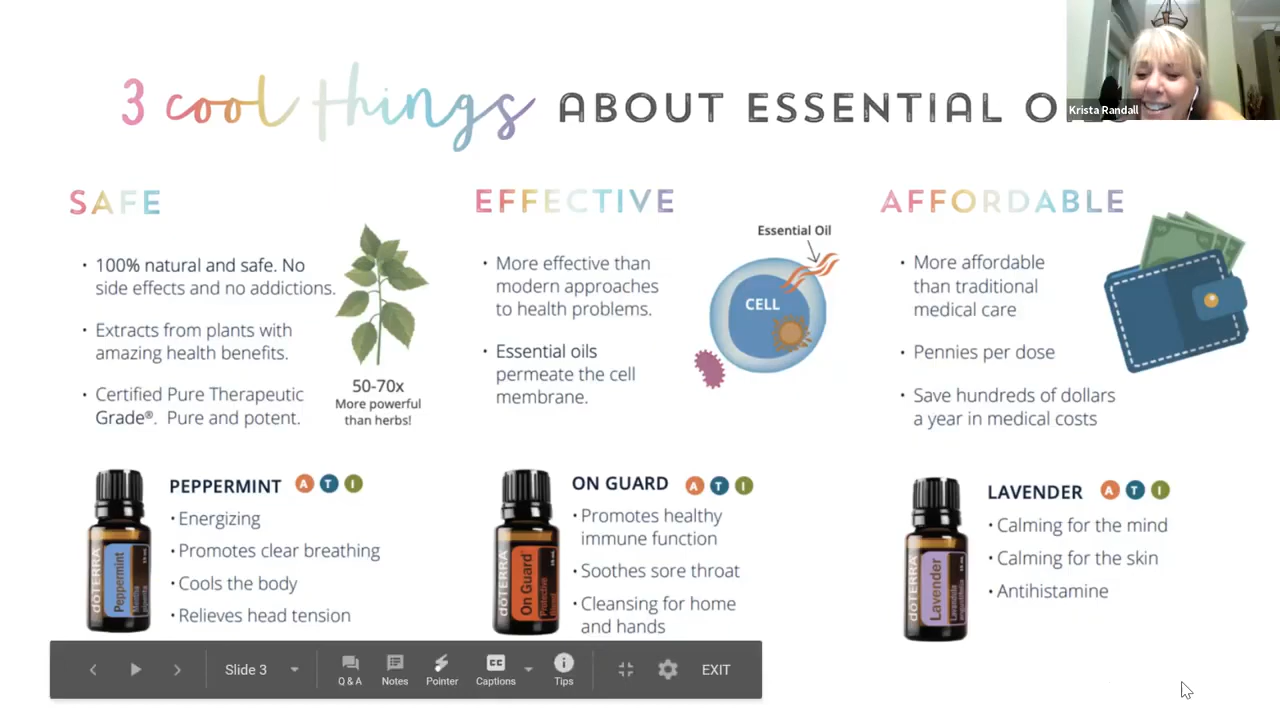 3 cool things ABOUT ESSENTIAL
Krista Randall
SAFE
• 100% natural and safe. No
side effects and no addictions.
• Extracts from plants with
amazing health benefits.
• Certified Pure Therapeutic
Grade®. Pure and potent.
50-70x
More powerful
than herbs!
EFFECTIVE
• More effective than
modern approaches
to health problems.
• Essential oils
permeate the cell
membrane.
Essential Oil
CELL
AFFORDABLE
• More affordable
than traditional
medical care
• Pennies per dose
• Save hundreds of dollars
a year in medical costs
PEPPERMINT A T I
• Energizing
• Promotes clear breathing
• Cools the body
• Relieves head tension
dōTERRA
Peppermint
ON GUARD A T I
• Promotes healthy
immune function
• Soothes sore throat
• Cleansing for home
and hands
dōTERRA
On Guard
Protective
Blend
LAVENDER A T I
• Calming for the mind
• Calming for the skin
• Antihistamine
dōTERRA
Lavender
Slide 3
Q & A
Notes
Pointer
CC
Captions
Tips
EXIT